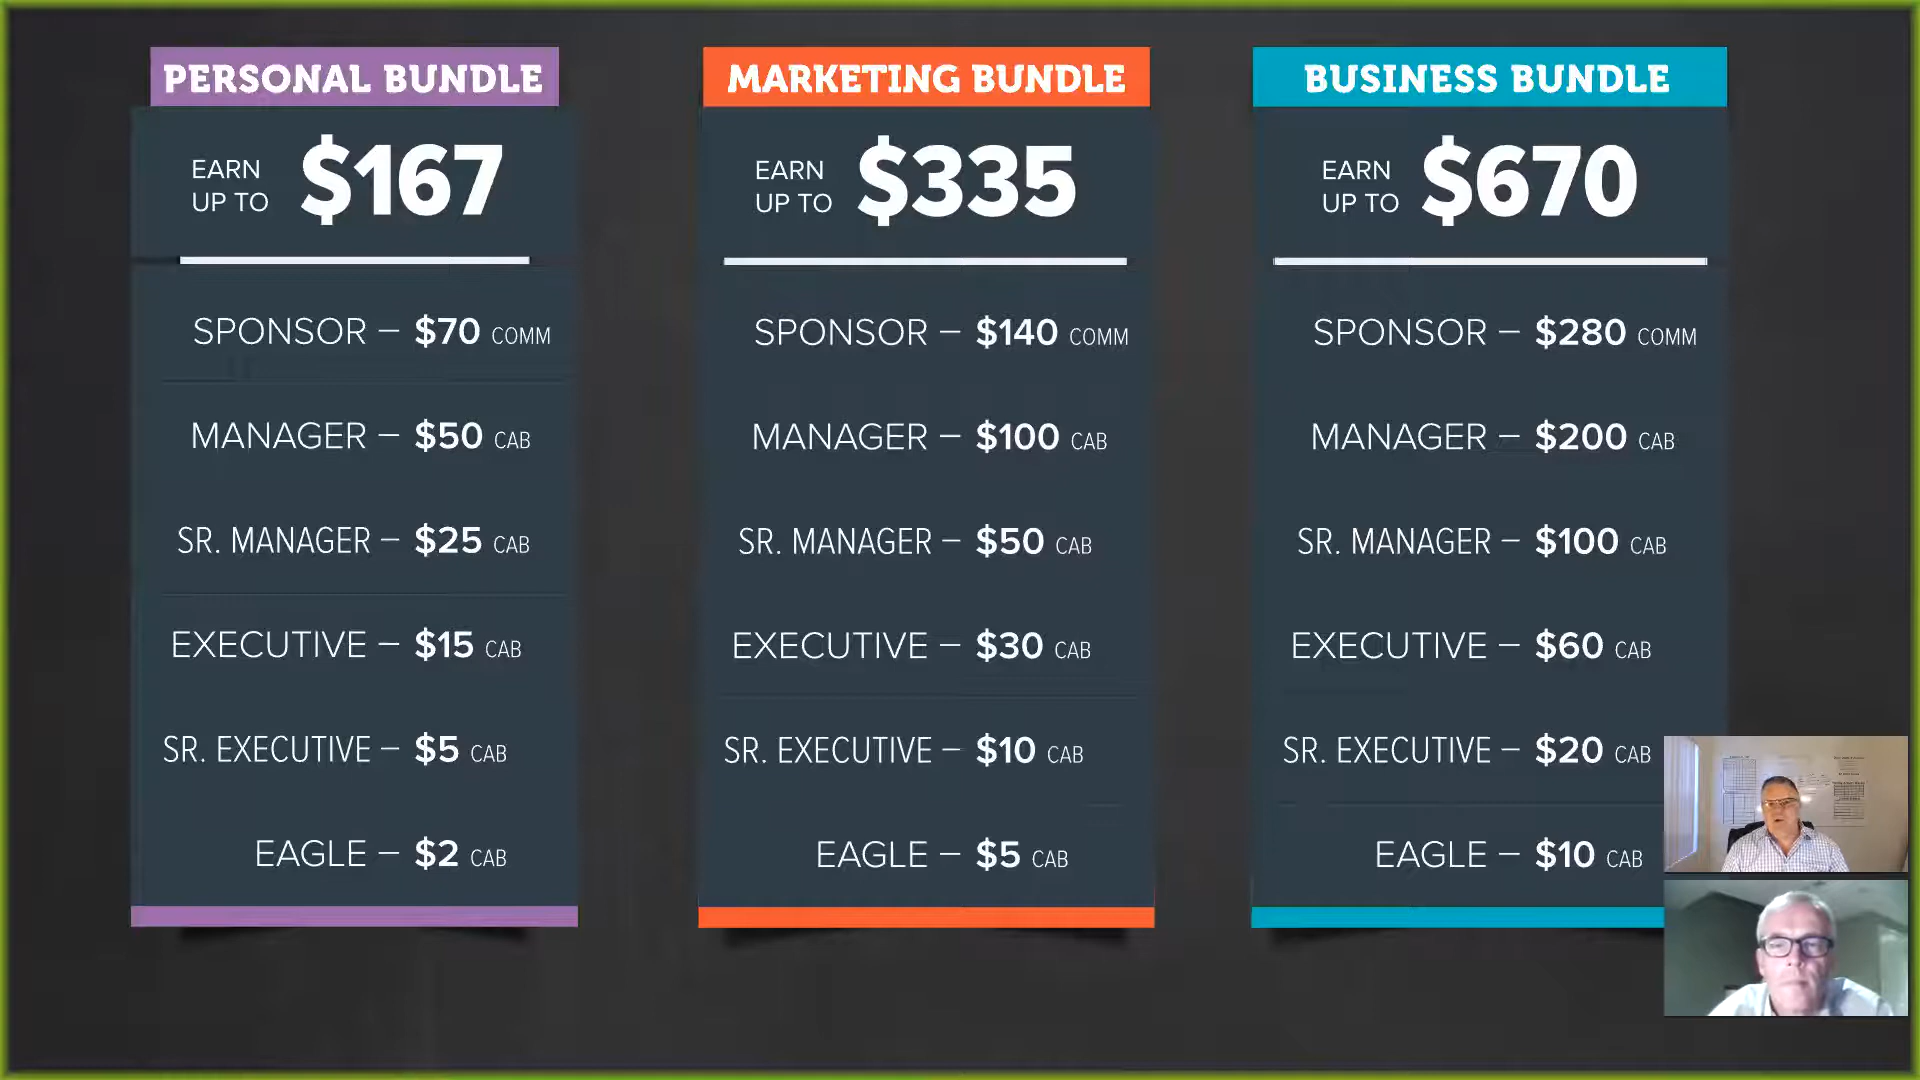 PERSONAL BUNDLE
EARN UP TO $167
SPONSOR – $70 COMM
MANAGER – $50 CAB
SR. MANAGER – $25 CAB
EXECUTIVE – $15 CAB
SR. EXECUTIVE – $5 CAB
EAGLE – $2 CAB
MARKETING BUNDLE
EARN UP TO $335
SPONSOR – $140 COMM
MANAGER – $100 CAB
SR. MANAGER – $50 CAB
EXECUTIVE – $30 CAB
SR. EXECUTIVE – $10 CAB
EAGLE – $5 CAB
BUSINESS BUNDLE
EARN UP TO $670
SPONSOR – $280 COMM
MANAGER – $200 CAB
SR. MANAGER – $100 CAB
EXECUTIVE – $60 CAB
SR. EXECUTIVE – $20 CAB
EAGLE – $10 CAB